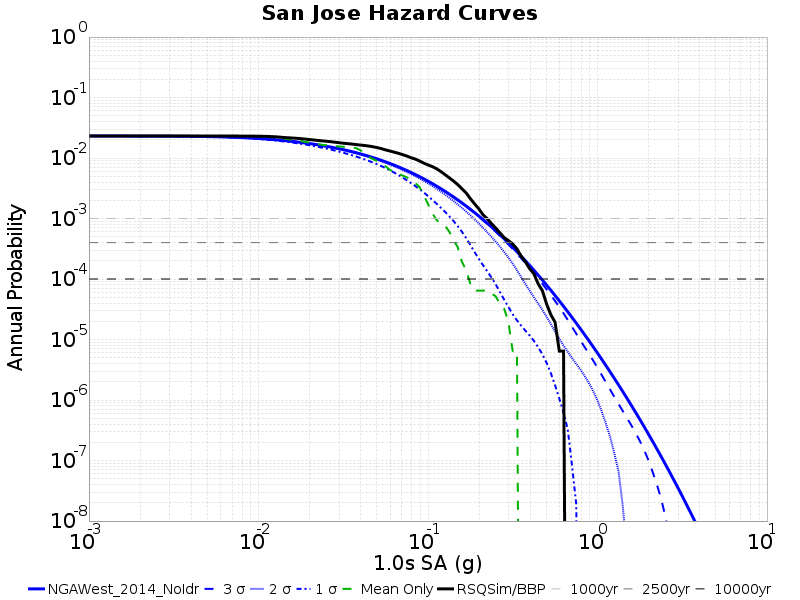 San Jose Hazard Curves
Annual Probability
10^0
10^-1
10^-2
10^-3
10^-4
10^-5
10^-6
10^-7
10^-8
10^-3 10^-2 10^-1 10^0 10^1
1.0s SA (g)
NGAWest_2014_NoIdr 3 σ 2 σ 1 σ Mean Only RSQSim/BBP 1000yr 2500yr 10000yr